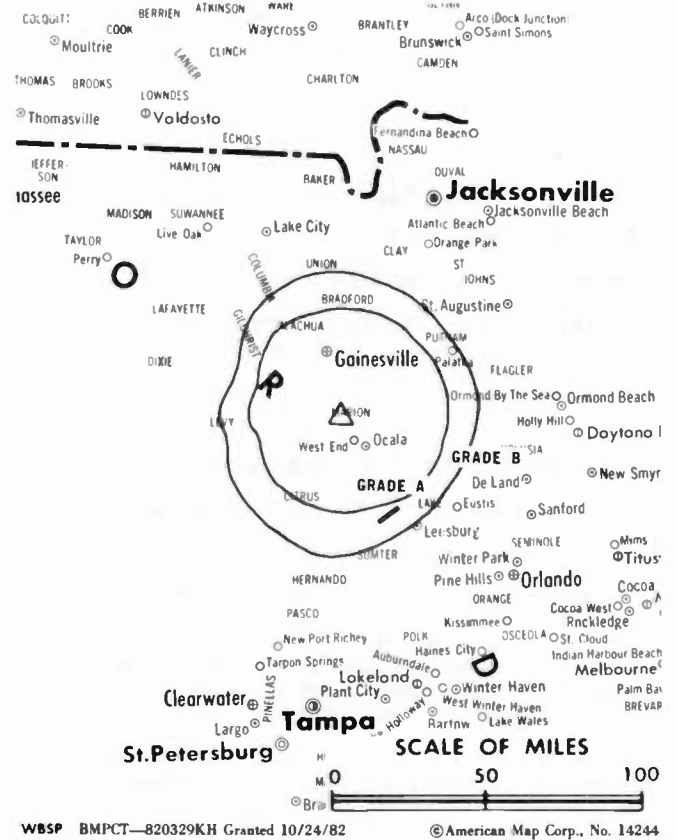 COLQUITT
BERRIEN
ATKINSON
WARE
COOK
Moultrie
Waycross
BRANTLEY
Arco (Dock Junction)
Saint Simons
Brunswick
CLINCH
LANIER
CAMDEN
THOMAS
BROOKS
CHARLTON
LOWNDES
Thomasville
Valdosta
ECHOLS
Fernandina Beach
NASSAU
JEFFER-
SON
HAMILTON
BAKER
DUVAL
nassee
Jacksonville
MADISON
SUWANNEE
Jacksonville Beach
Live Oak
Lake City
Atlantic Beach
TAYLOR
Perry
CLAY
Orange Park
ST
JOHNS
UNION
COLUMBIA
BRADFORD
St. Augustine
LAFAYETTE
GILCHRIST
ALACHUA
PUTNAM
Gainesville
Palatka
DIXIE
FLAGLER
Ormond By The Sea
Ormond Beach
Holly Hill
LEVY
MARION
Daytona
West End
Ocala
GRADE B
GRADE A
De Land
New Smyr
CITRUS
LAKE
Eustis
Sanford
Leesburg
SEMINOLE
Mims
SUMTER
Winter Park
Titus
HERNANDO
Pine Hills
Orlando
Cocoa
ORANGE
Cocoa West
PASCO
Kissimmee
Rockledge
New Port Richey
POLK
OSCEOLA
St. Cloud
Haines City
Indian Harbour Beach
Tarpon Springs
Auburndale
Melbourne
Lakeland
Clearwater
PINELLAS
Plant City
Winter Haven
Palm Bay
West Winter Haven
BREVAR
Tampa
Holloway
Largo
Bartow
Lake Wales
St.Petersburg
SCALE OF MILES
0 50 100
WBSP BMPCT—820329KH Granted 10/24/82 ©American Map Corp., No. 14244